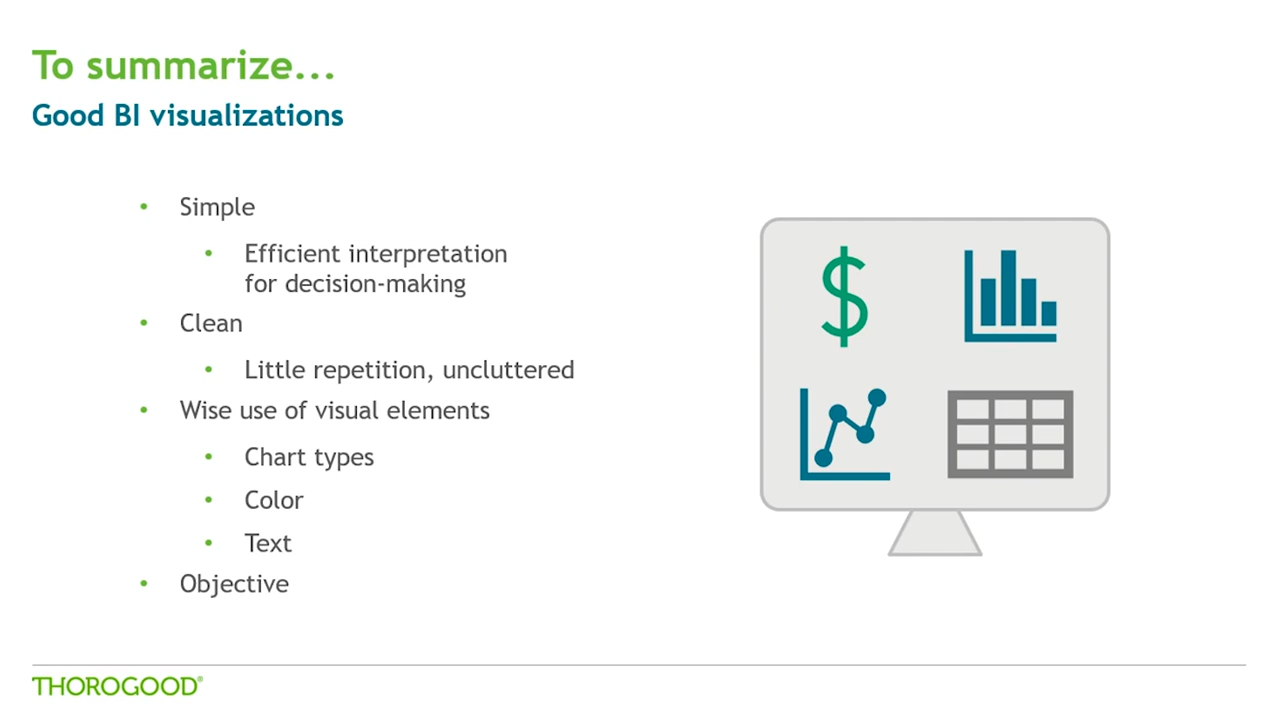 To summarize...
Good BI visualizations
• Simple
• Efficient interpretation
for decision-making
• Clean
• Little repetition, uncluttered
• Wise use of visual elements
• Chart types
• Color
• Text
• Objective
$
THOROGOOD®